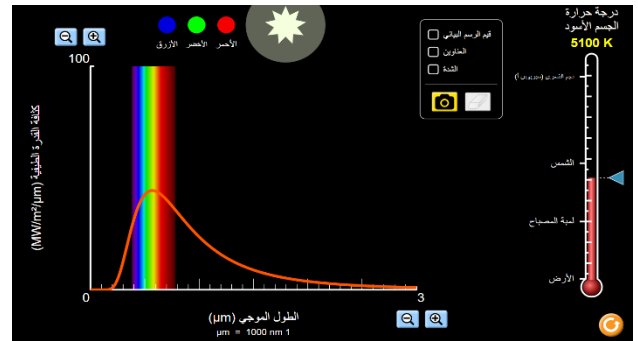 درجة حرارة
الجسم الأسود
5100 K
الأزرق
الأخضر
الأحمر
قيم الرسم البياني
العناوين
الشدة
100
كثافة القدرة الطيفية (MW/m²/µm)
الشمس
لمبة المصباح
الأرض
0
3
الطول الموجي (µm)
µm = 1000 nm 1